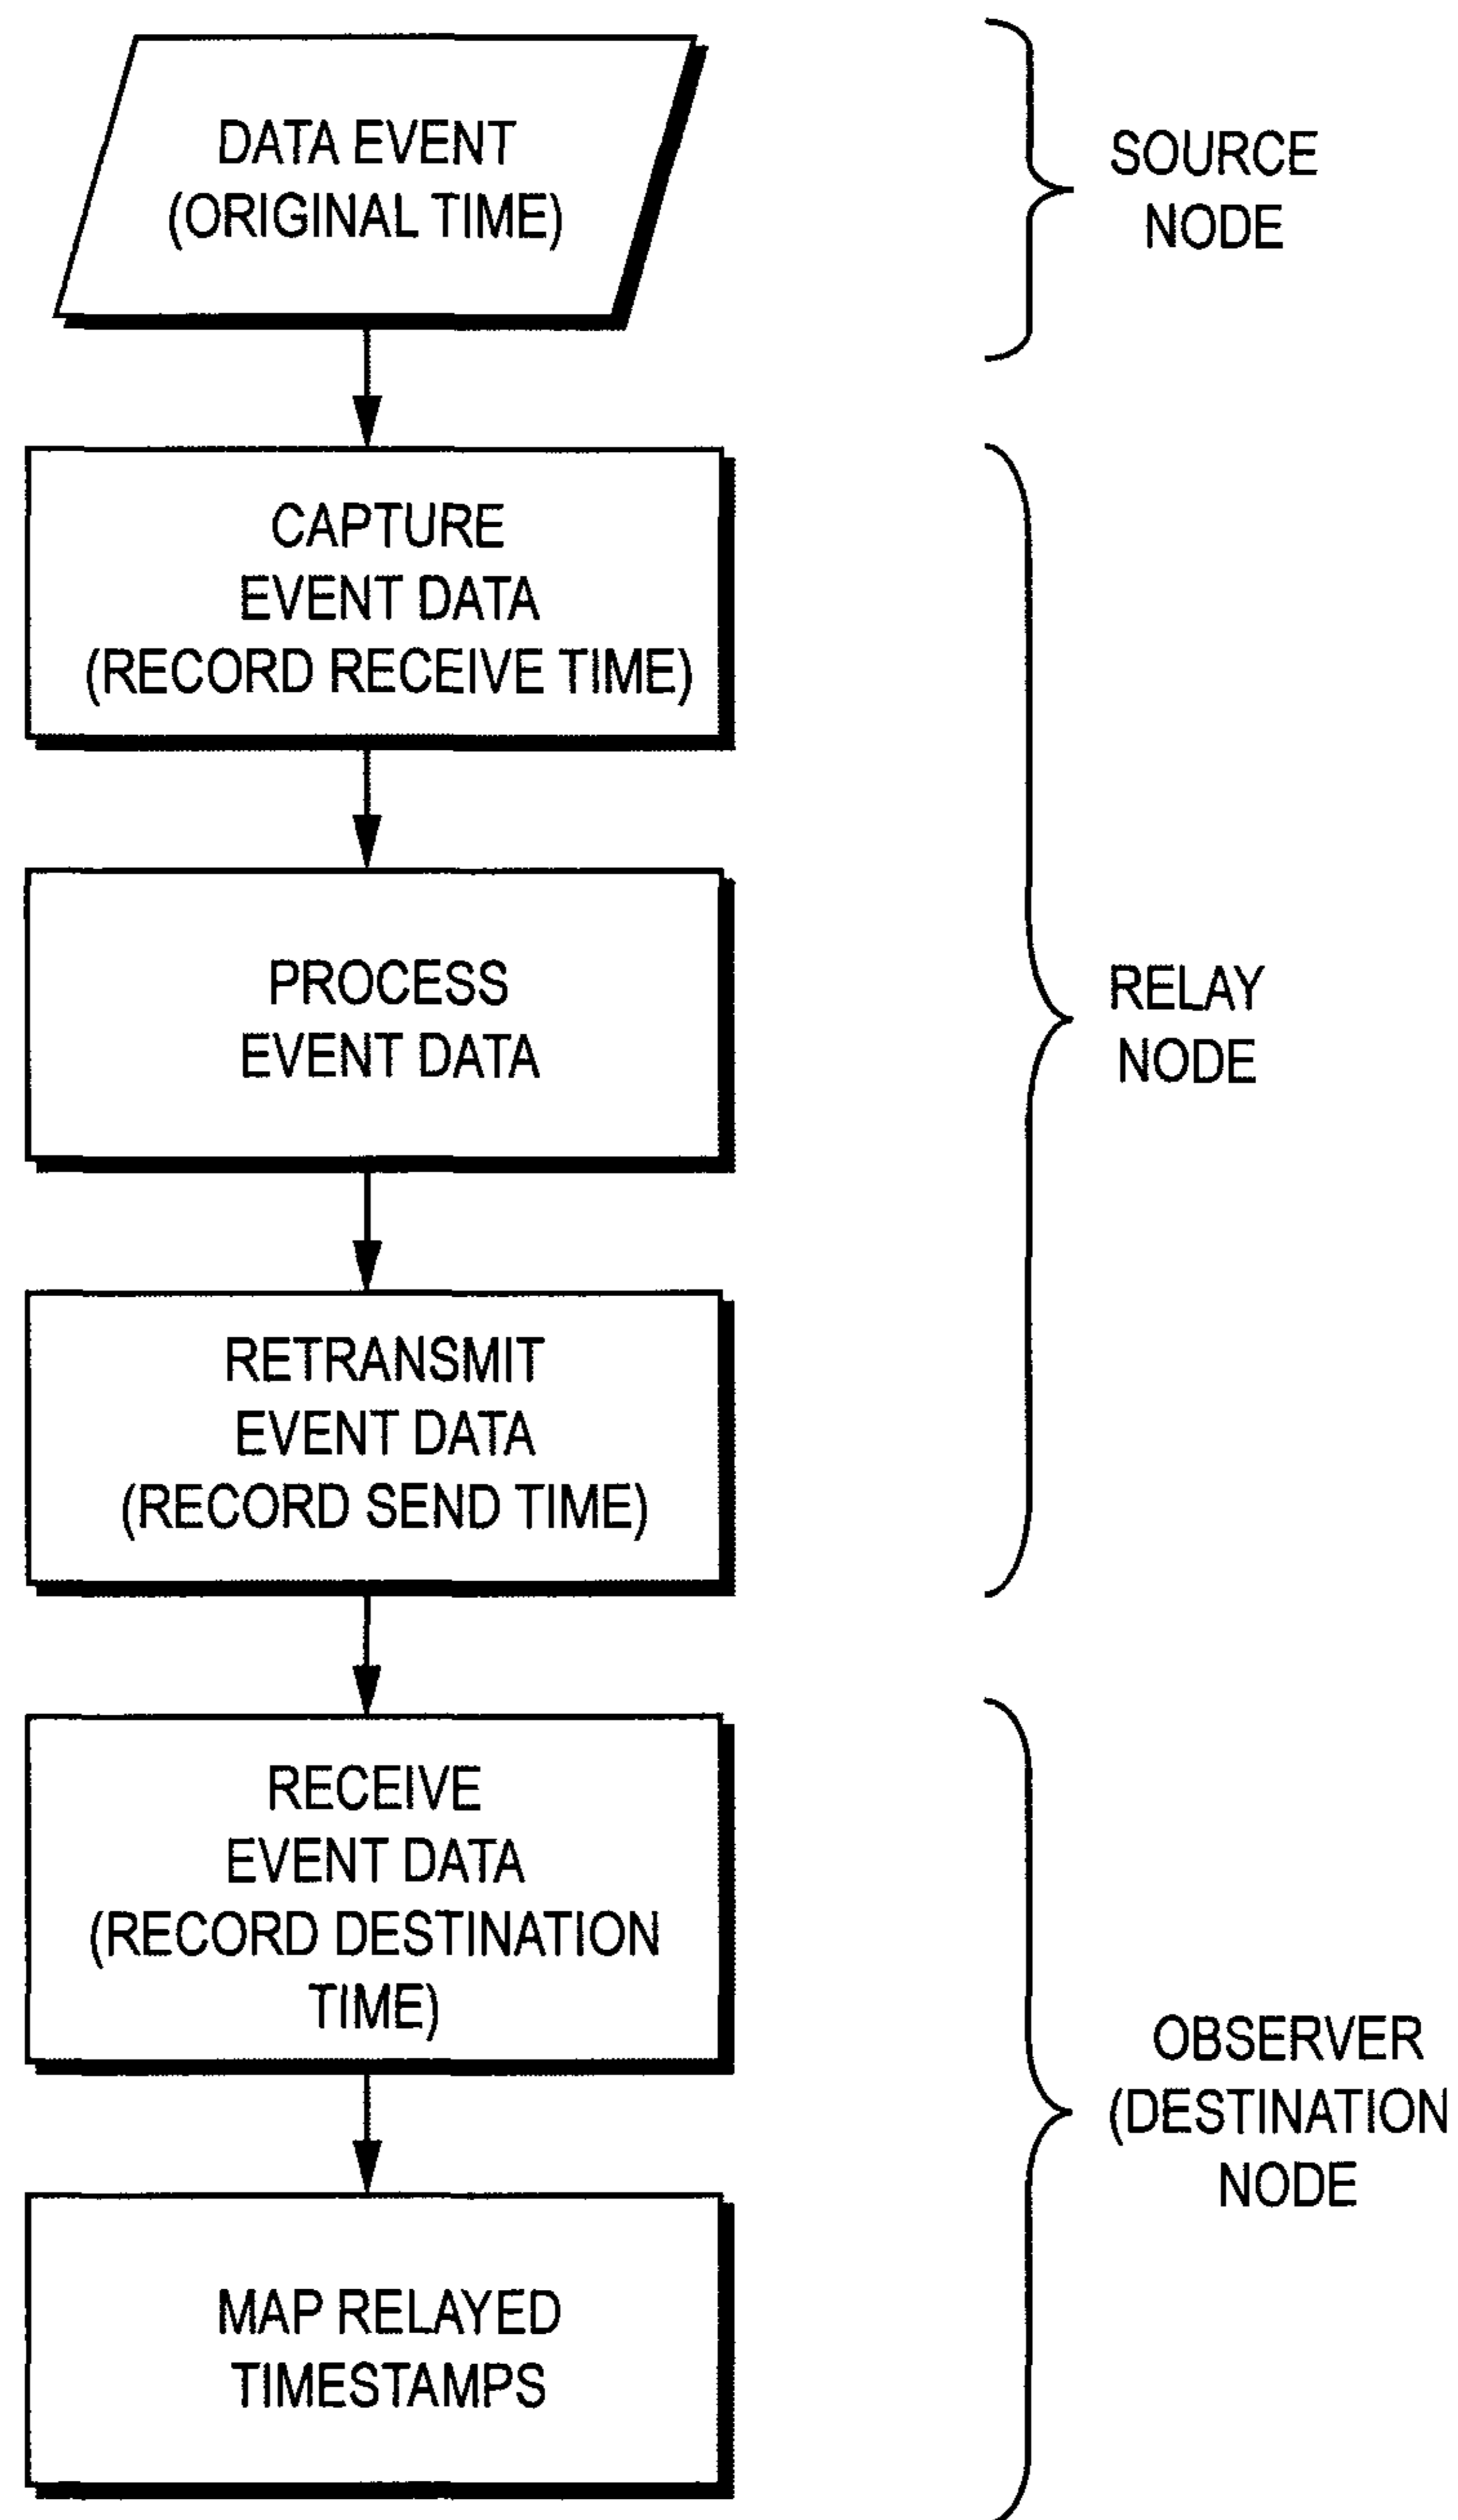 DATA EVENT
(ORIGINAL TIME)
SOURCE
NODE
CAPTURE
EVENT DATA
(RECORD RECEIVE TIME)
PROCESS
EVENT DATA
RELAY
NODE
RETRANSMIT
EVENT DATA
(RECORD SEND TIME)
RECEIVE
EVENT DATA
(RECORD DESTINATION
TIME)
OBSERVER
(DESTINATION
NODE
MAP RELAYED
TIMESTAMPS